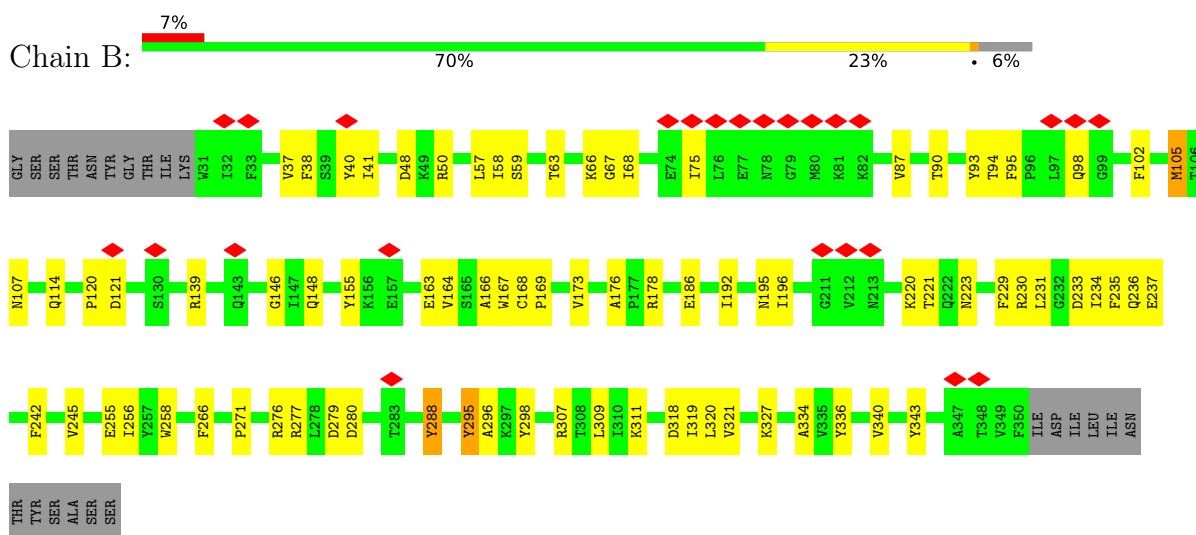 7%
Chain B:
70% 23% • 6%
GLY SER SER THR ASN TYR GLY THR ILE LYS W31 I32 F33 V37 F38 S39 Y40 I41 D48 K49 R50 L57 I58 S59 T63 K66 G67 I68 E74 I75 L76 E77 N78 G79 M80 K81 K82 V87 T90 Y93 T94 F95 P96 L97 Q98 G99 F102 M105 T106
N107 Q114 P120 D121 S130 R139 Q143 G146 I147 Q148 Y155 K156 E157 E163 V164 S165 A166 W167 C168 P169 V173 A176 P177 R178 E186 I192 N195 I196 G211 V212 N213 K220 T221 Q222 N223 F229 R230 L231 G232 D233 I234 F235 Q236 E237
F242 V245 E255 I256 Y257 W258 F266 P271 R276 R277 L278 D279 D280 T283 Y288 Y295 A296 K297 Y298 R307 T308 L309 I310 K311 D318 I319 L320 V321 K327 A334 V335 Y336 V340 Y343 A347 T348 V349 F350 ILE ASP ILE LEU ILE ASN
THR TYR SER ALA SER SER